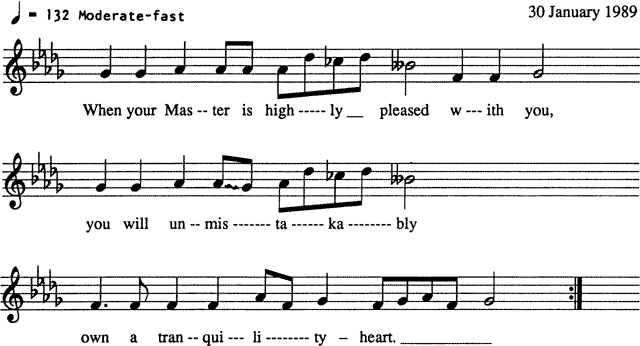 ♩ = 132 Moderate-fast
30 January 1989
When your Mas -- ter is high ----- ly __ pleased w --- ith you,
you will un -- mis ------- ta ------ ka -------- bly
own a tran -- qui --- li -------- ty – heart. ____________